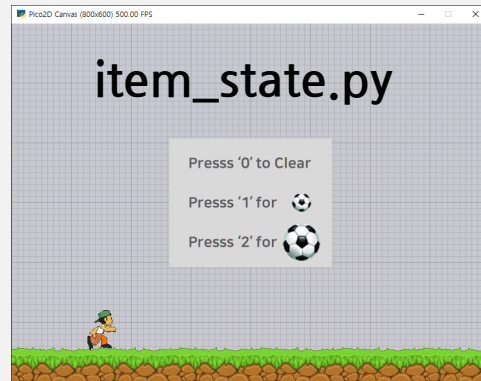 Pico2D Canvas (800x600) 500.00 FPS
item_state.py
Presss '0' to Clear
Presss '1' for
Presss '2' for